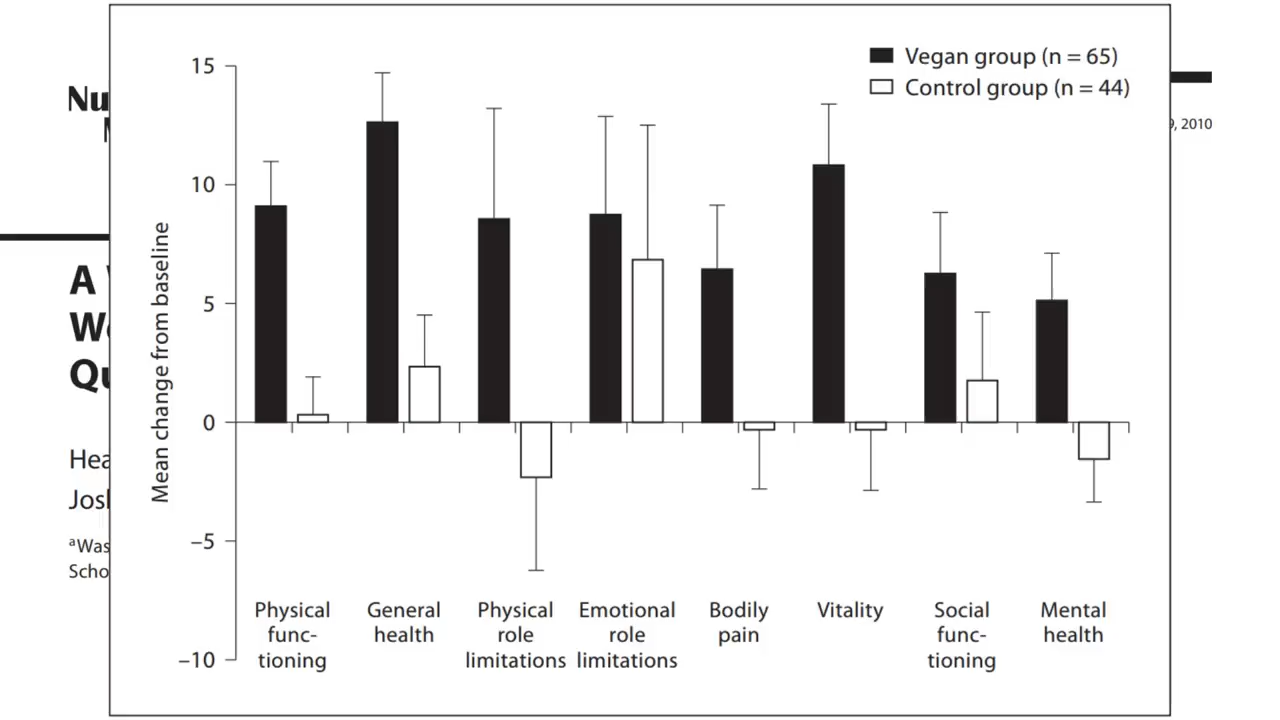 Vegan group (n = 65)
Control group (n = 44)
15
10
5
0
–5
–10
Mean change from baseline
Physical
func-
tioning
General
health
Physical
role
limitations
Emotional
role
limitations
Bodily
pain
Vitality
Social
func-
tioning
Mental
health
Nu
9, 2010
A
W
Qu
Hea
Josl
aWas
Scho